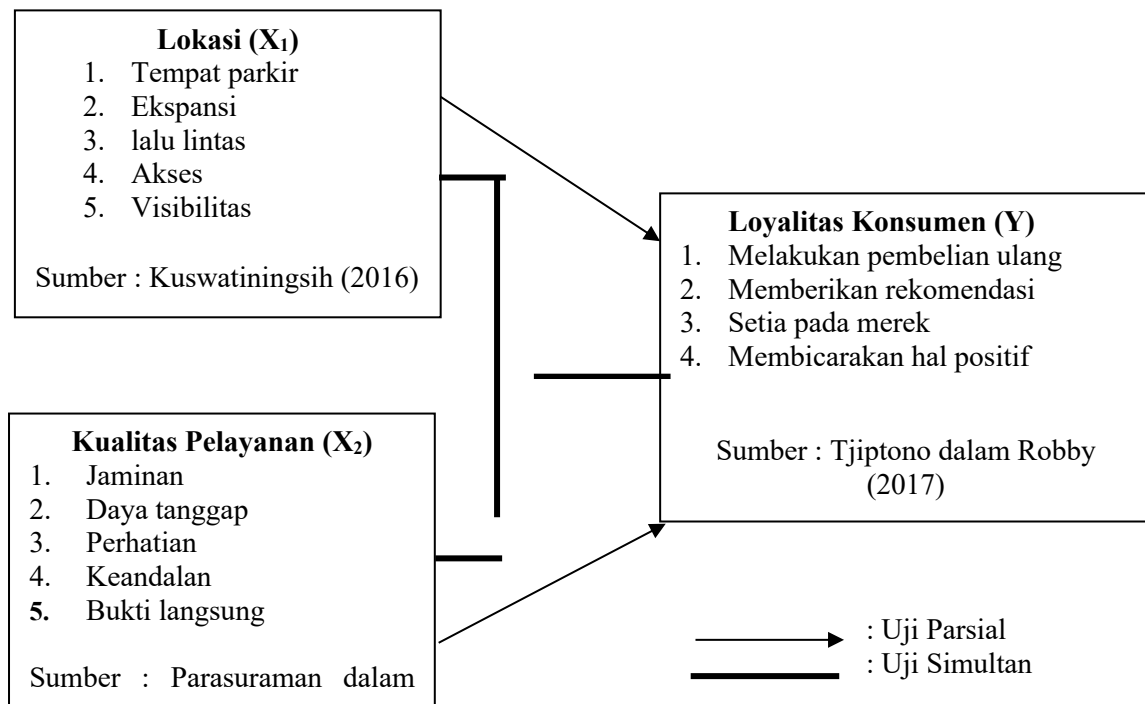 Lokasi (X₁)
1. Tempat parkir
2. Ekspansi
3. lalu lintas
4. Akses
5. Visibilitas
Sumber : Kuswatiningsih (2016)
Kualitas Pelayanan (X₂)
1. Jaminan
2. Daya tanggap
3. Perhatian
4. Keandalan
5. Bukti langsung
Sumber : Parasuraman dalam
Loyalitas Konsumen (Y)
1. Melakukan pembelian ulang
2. Memberikan rekomendasi
3. Setia pada merek
4. Membicarakan hal positif
Sumber : Tjiptono dalam Robby
(2017)
: Uji Parsial
: Uji Simultan